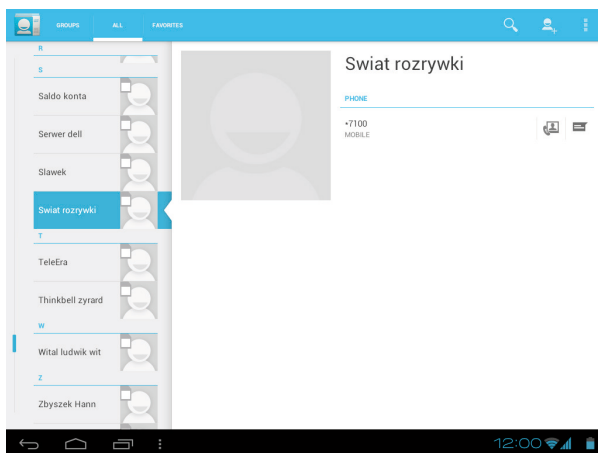 GROUPS ALL FAVORITES
R
S
Saldo konta
Serwer dell
Slawek
Swiat rozrywki
T
TeleEra
Thinkbell zyrard
W
Wital ludwik wit
Z
Zbyszek Hann
Swiat rozrywki
PHONE
*7100
MOBILE
12:00